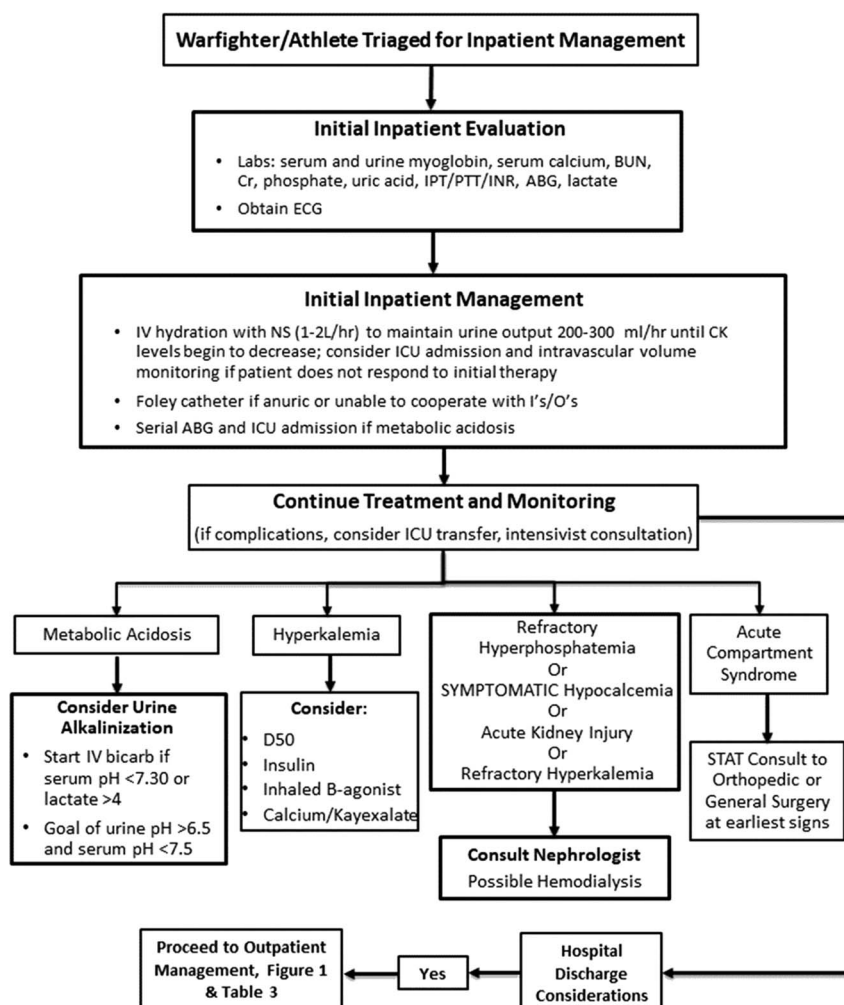 Warfighter/Athlete Triaged for Inpatient Management
Initial Inpatient Evaluation
• Labs: serum and urine myoglobin, serum calcium, BUN,
Cr, phosphate, uric acid, IPT/PTT/INR, ABG, lactate
• Obtain ECG
Initial Inpatient Management
• IV hydration with NS (1-2L/hr) to maintain urine output 200-300 ml/hr until CK
levels begin to decrease; consider ICU admission and intravascular volume
monitoring if patient does not respond to initial therapy
• Foley catheter if anuric or unable to cooperate with I's/O's
• Serial ABG and ICU admission if metabolic acidosis
Continue Treatment and Monitoring
(if complications, consider ICU transfer, intensivist consultation)
Metabolic Acidosis
Consider Urine
Alkalinization
• Start IV bicarb if
serum pH <7.30 or
lactate >4
• Goal of urine pH >6.5
and serum pH <7.5
Hyperkalemia
Consider:
• D50
• Insulin
• Inhaled B-agonist
• Calcium/Kayexalate
Refractory
Hyperphosphatemia
Or
SYMPTOMATIC Hypocalcemia
Or
Acute Kidney Injury
Or
Refractory Hyperkalemia
Consult Nephrologist
Possible Hemodialysis
Acute
Compartment
Syndrome
STAT Consult to
Orthopedic or
General Surgery
at earliest signs
Hospital
Discharge
Considerations
Yes
Proceed to Outpatient
Management, Figure 1
& Table 3